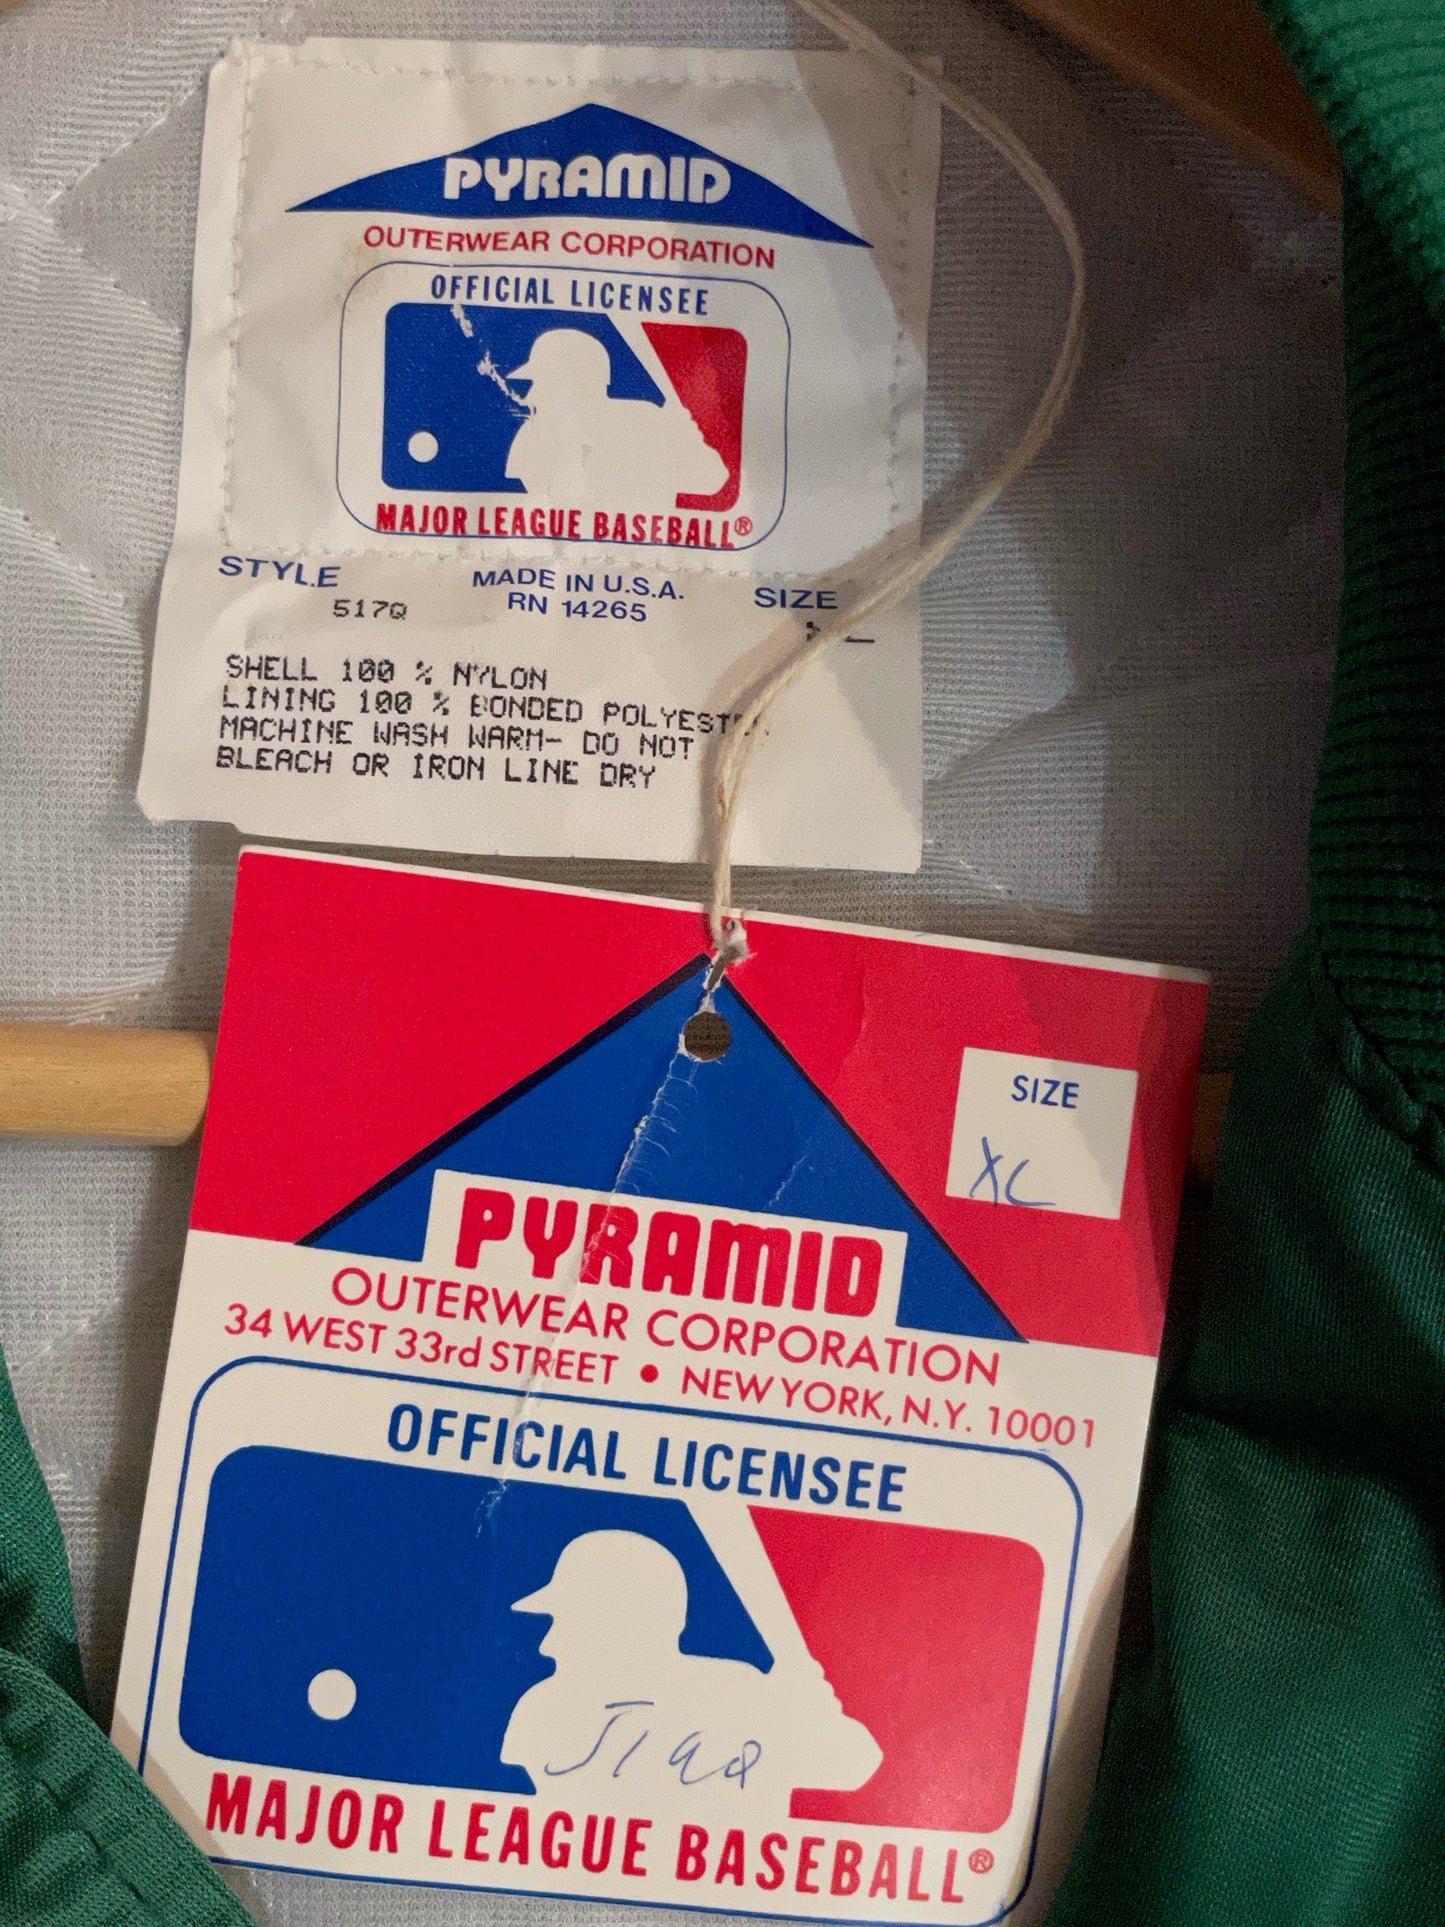 PYRAMID
OUTERWEAR CORPORATION
OFFICIAL LICENSEE
MAJOR LEAGUE BASEBALL®
STYLE MADE IN U.S.A. SIZE
517Q RN 14265
SHELL 100 % NYLON
LINING 100 % BONDED POLYESTER
MACHINE WASH WARM- DO NOT
BLEACH OR IRON LINE DRY
SIZE
XL
PYRAMID
OUTERWEAR CORPORATION
34 WEST 33rd STREET • NEW YORK, N.Y. 10001
OFFICIAL LICENSEE
MAJOR LEAGUE BASEBALL®